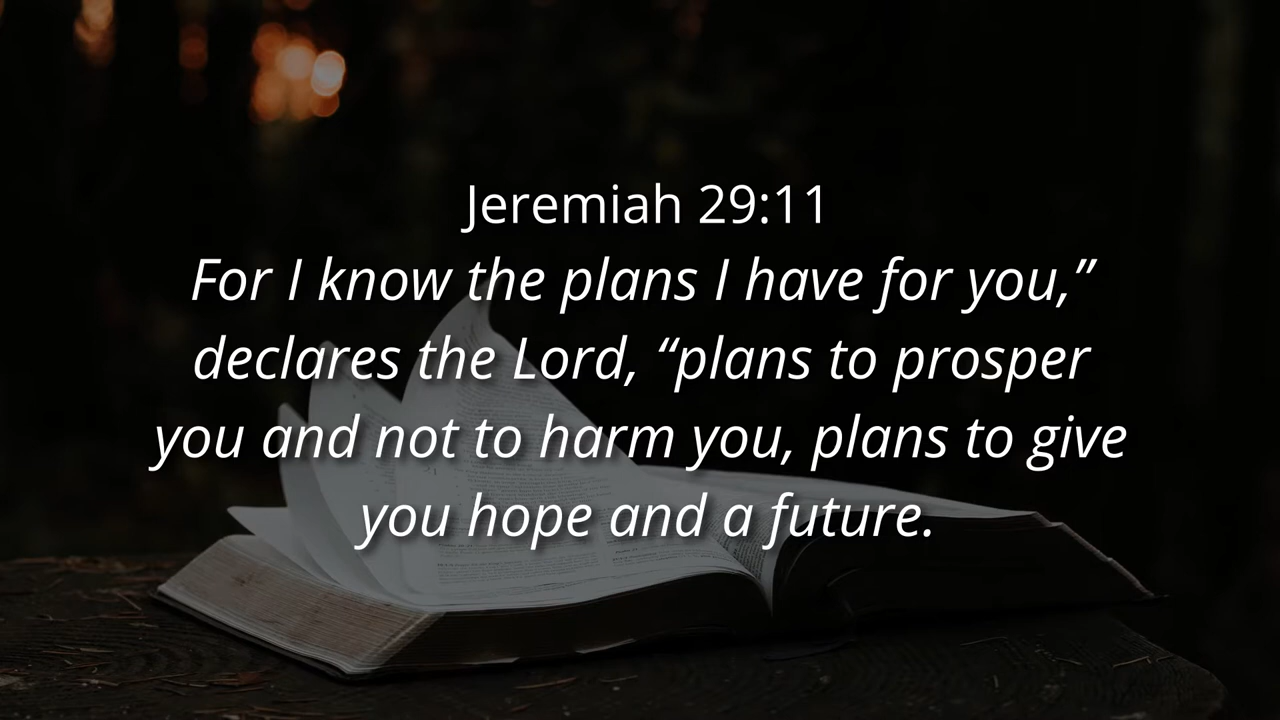 Jeremiah 29:11
For I know the plans I have for you,”
declares the Lord, “plans to prosper
you and not to harm you, plans to give
you hope and a future.